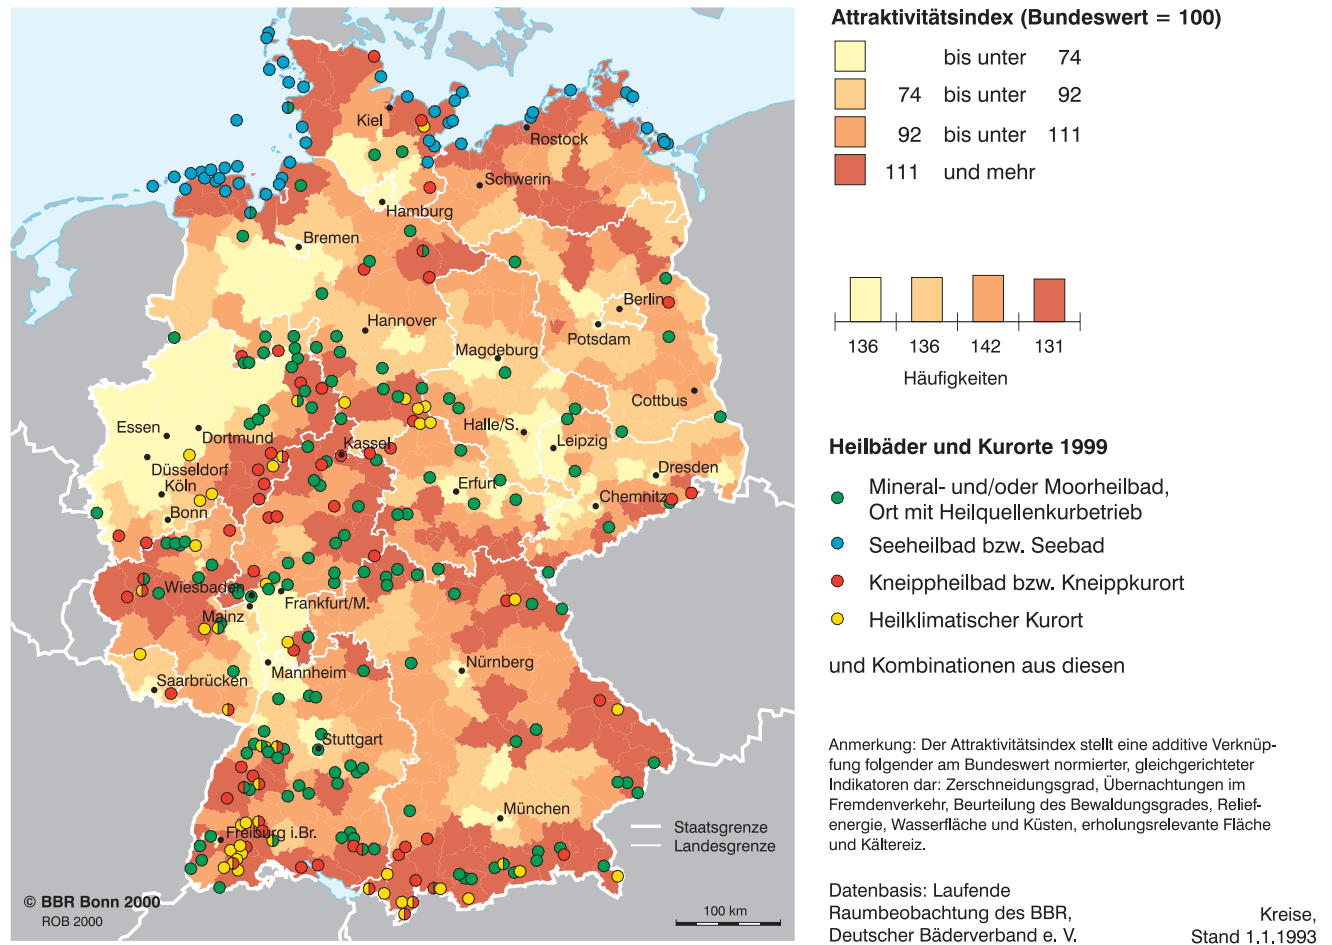 Kiel
Rostock
Schwerin
Hamburg
Bremen
Berlin
Hannover
Potsdam
Magdeburg
Cottbus
Essen
Dortmund
Halle/S.
Leipzig
Kassel
Düsseldorf
Dresden
Köln
Erfurt
Chemnitz
Bonn
Wiesbaden
Frankfurt/M.
Mainz
Nürnberg
Mannheim
Saarbrücken
Stuttgart
München
Freiburg i.Br.
Staatsgrenze
Landesgrenze
© BBR Bonn 2000
ROB 2000
100 km
Attraktivitätsindex (Bundeswert = 100)
bis unter 74
74 bis unter 92
92 bis unter 111
111 und mehr
136 136 142 131
Häufigkeiten
Heilbäder und Kurorte 1999
Mineral- und/oder Moorheilbad,
Ort mit Heilquellenkurbetrieb
Seeheilbad bzw. Seebad
Kneippheilbad bzw. Kneippkurort
Heilklimatischer Kurort
und Kombinationen aus diesen
Anmerkung: Der Attraktivitätsindex stellt eine additive Verknüp-
fung folgender am Bundeswert normierter, gleichgerichteter
Indikatoren dar: Zerschneidungsgrad, Übernachtungen im
Fremdenverkehr, Beurteilung des Bewaldungsgrades, Relief-
energie, Wasserfläche und Küsten, erholungsrelevante Fläche
und Kältereiz.
Datenbasis: Laufende
Raumbeobachtung des BBR,
Deutscher Bäderverband e. V.
Kreise,
Stand 1.1.1993